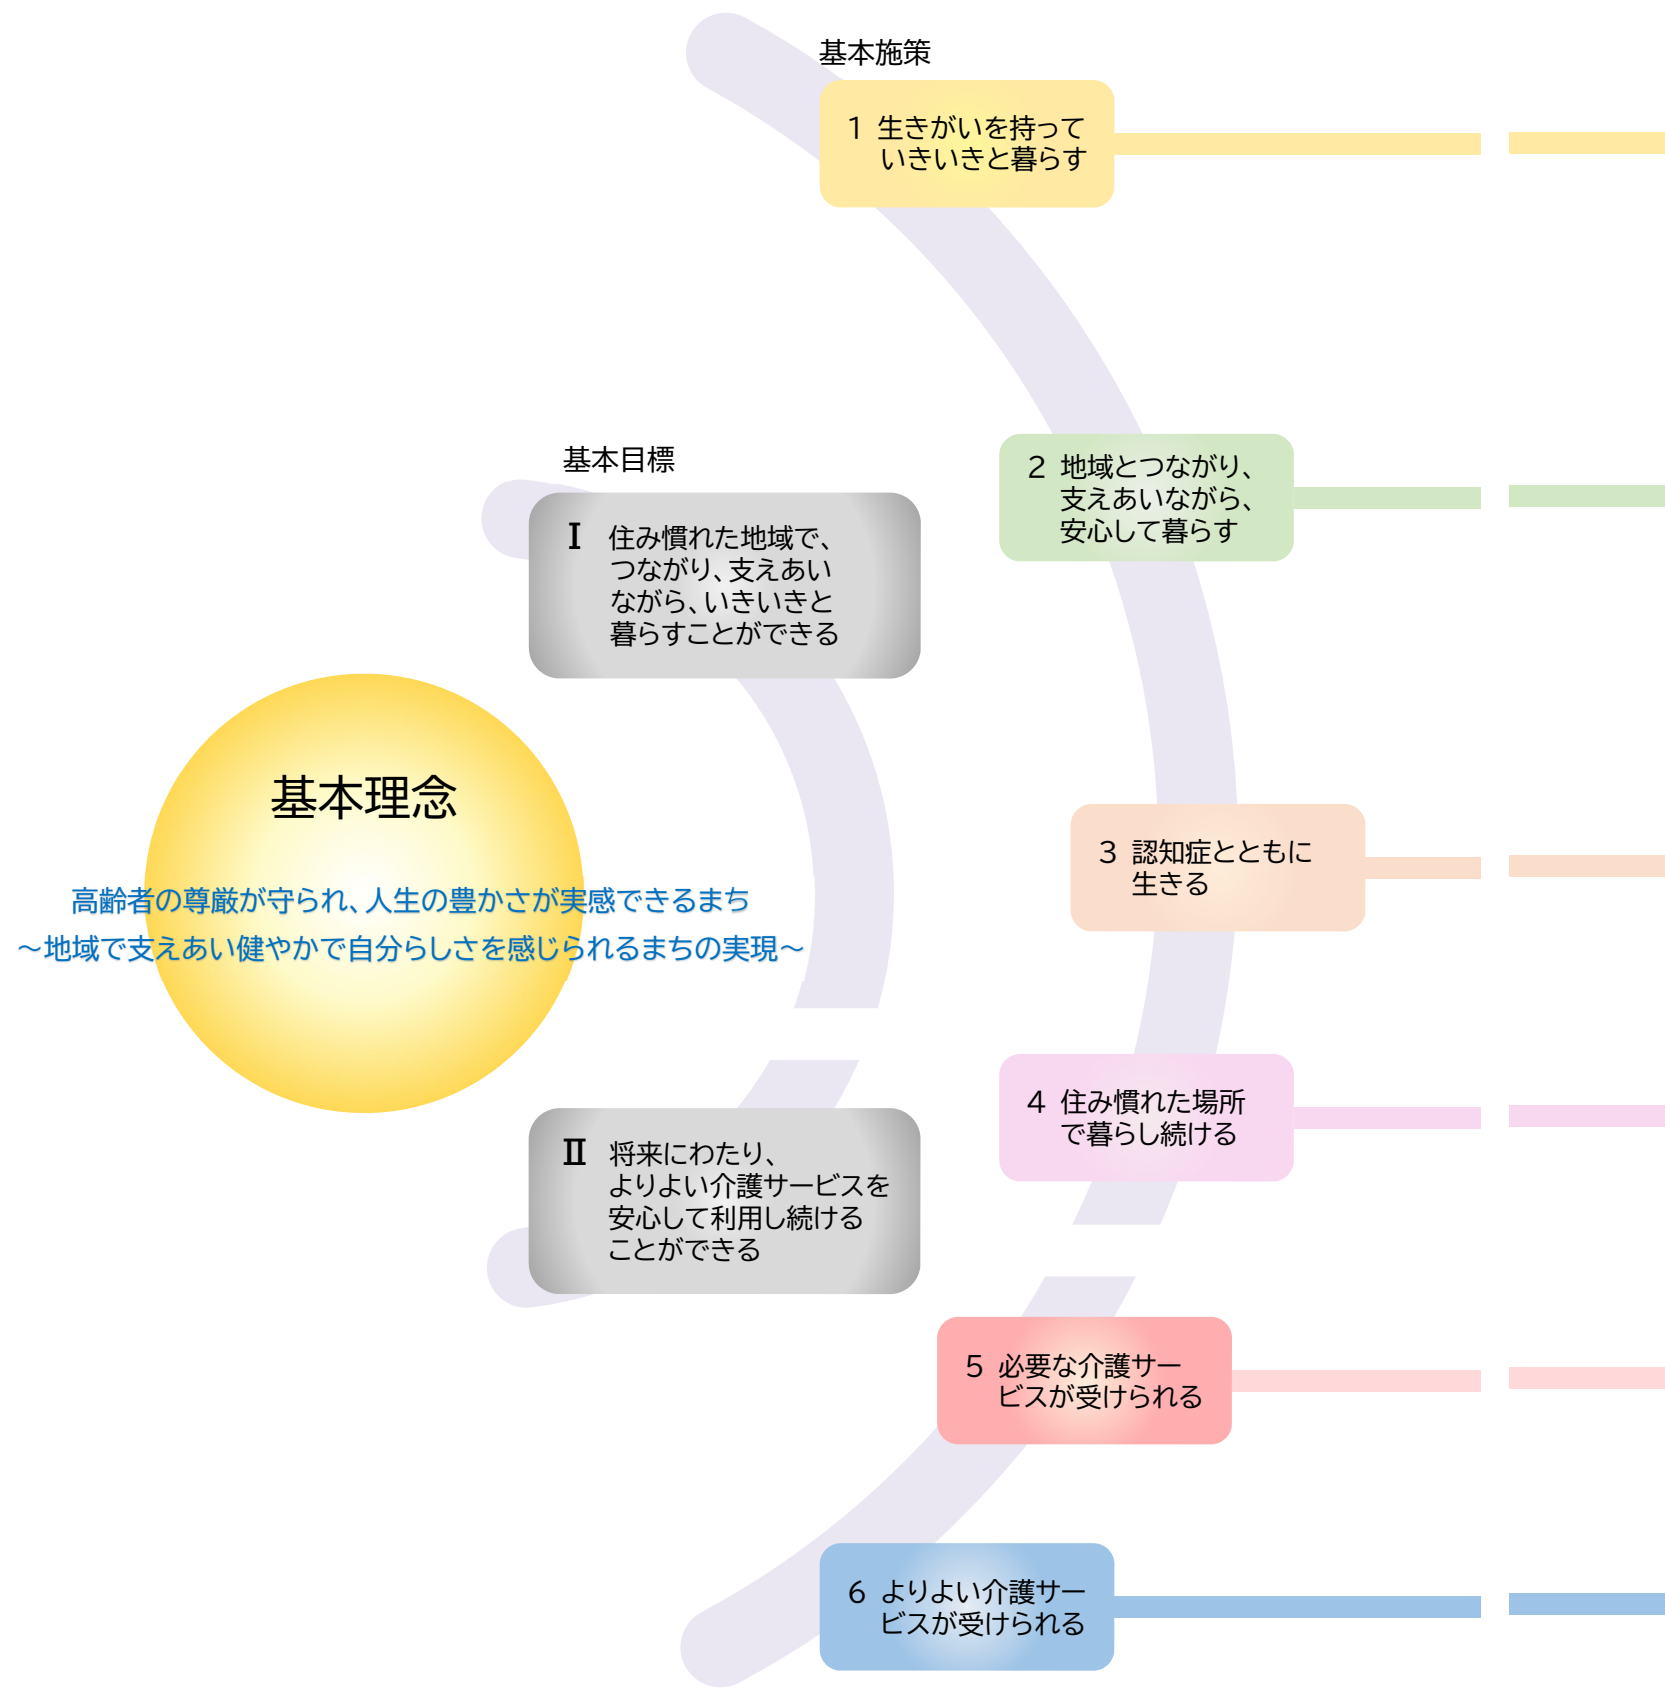 基本施策
1 生きがいを持って
いきいきと暮らす
2 地域とつながり、
支えあいながら、
安心して暮らす
基本目標
Ⅰ 住み慣れた地域で、
つながり、支えあい
ながら、いきいきと
暮らすことができる
基本理念
高齢者の尊厳が守られ、人生の豊かさが実感できるまち
～地域で支えあい健やかで自分らしさを感じられるまちの実現～
3 認知症とともに
生きる
4 住み慣れた場所
で暮らし続ける
Ⅱ 将来にわたり、
よりよい介護サービスを
安心して利用し続ける
ことができる
5 必要な介護サー
ビスが受けられる
6 よりよい介護サー
ビスが受けられる